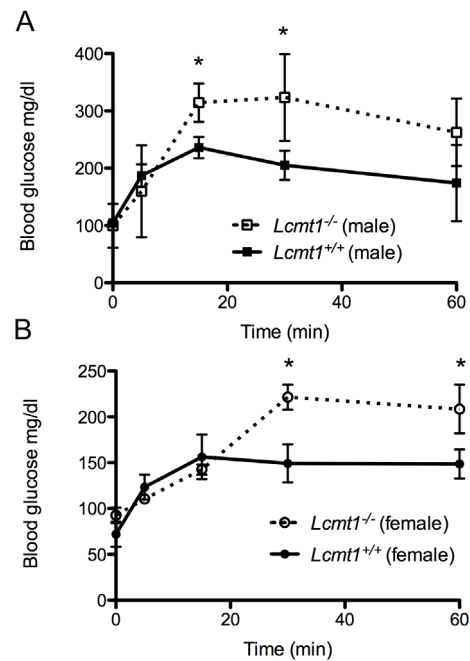 A
Blood glucose mg/dl
400
300
200
100
0
*
*
Lcmt1-/- (male)
Lcmt1+/+ (male)
0
20
40
60
Time (min)
B
Blood glucose mg/dl
250
200
150
100
50
0
*
*
Lcmt1-/- (female)
Lcmt1+/+ (female)
0
20
40
60
Time (min)